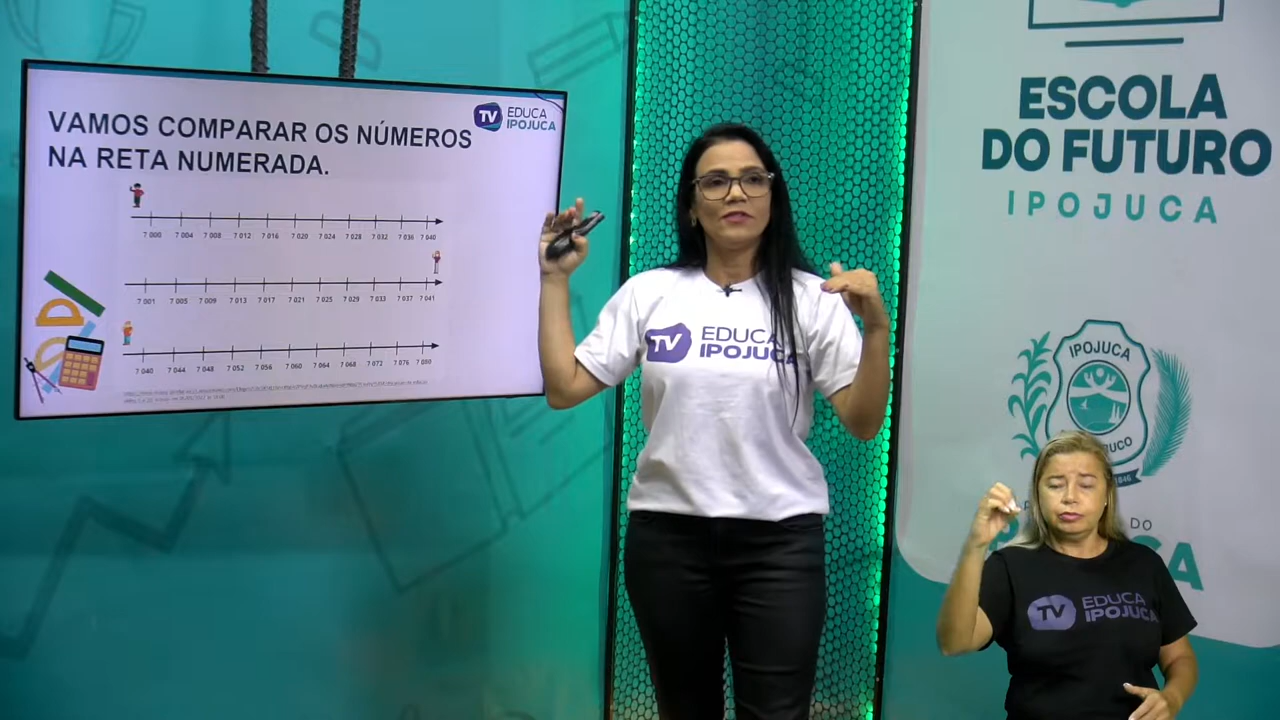 VAMOS COMPARAR OS NÚMEROS
NA RETA NUMERADA.
TV EDUCA
IPOJUCA
7 000 7 004 7 008 7 012 7 016 7 020 7 024 7 028 7 032 7 036 7 040
7 001 7 005 7 009 7 013 7 017 7 021 7 025 7 029 7 033 7 037 7 041
7 040 7 044 7 048 7 052 7 056 7 060 7 064 7 068 7 072 7 076 7 080
TV EDUCA
IPOJUCA
ESCOLA
DO FUTURO
IPOJUCA
IPOJUCA
DO
TV EDUCA
IPOJUCA